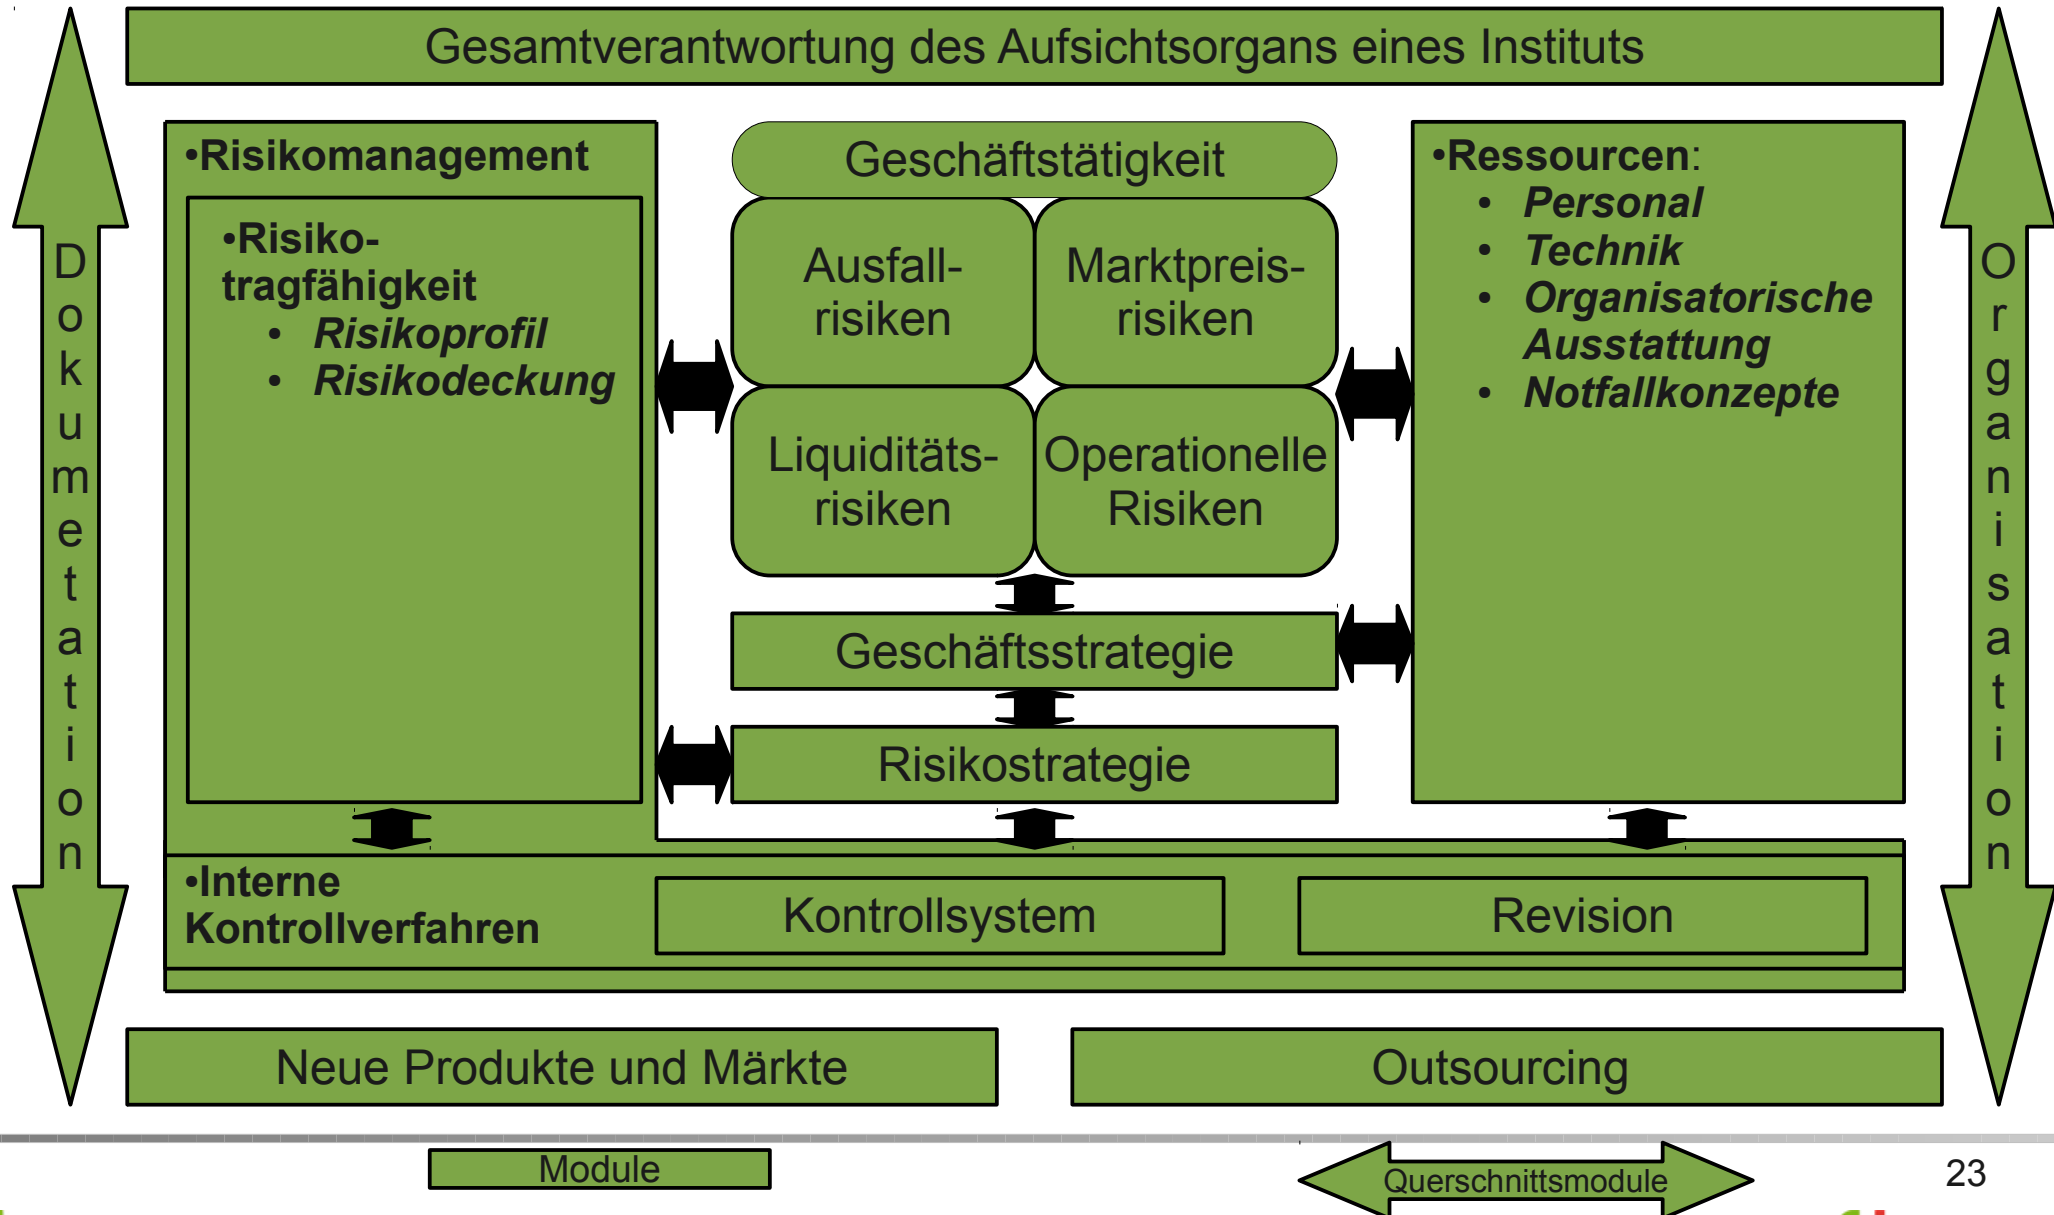 Gesamtverantwortung des Aufsichtsorgans eines Instituts
Dokumetation
•Risikomanagement
•Risiko-
tragfähigkeit
• Risikoprofil
• Risikodeckung
Geschäftstätigkeit
Ausfall-
risiken
Marktpreis-
risiken
Liquiditäts-
risiken
Operationelle
Risiken
Geschäftsstrategie
Risikostrategie
•Ressourcen:
• Personal
• Technik
• Organisatorische
Ausstattung
• Notfallkonzepte
Organisation
•Interne
Kontrollverfahren
Kontrollsystem
Revision
Neue Produkte und Märkte
Outsourcing
Module
Querschnittsmodule
23